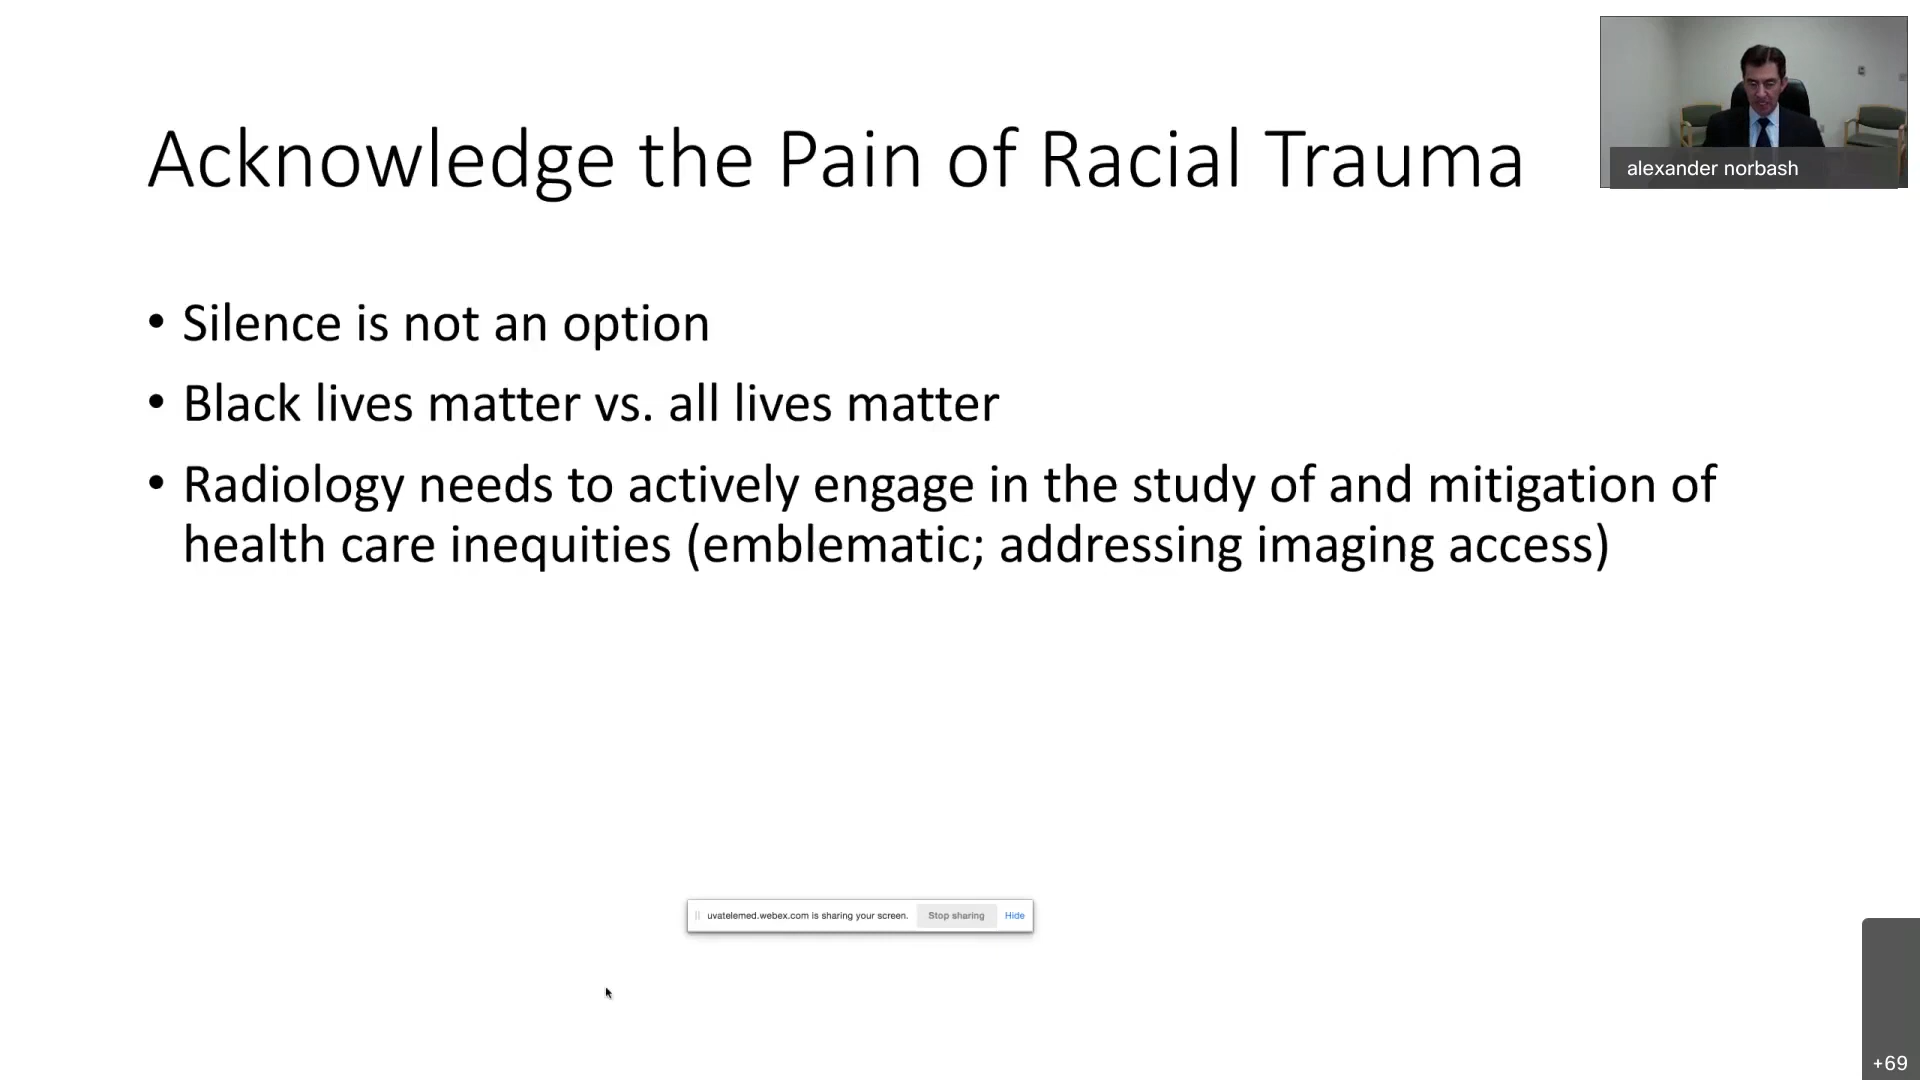 Acknowledge the Pain of Racial Trauma
alexander norbash
• Silence is not an option
• Black lives matter vs. all lives matter
• Radiology needs to actively engage in the study of and mitigation of
health care inequities (emblematic; addressing imaging access)
uvatelemed.webex.com is sharing your screen. Stop sharing Hide
+69